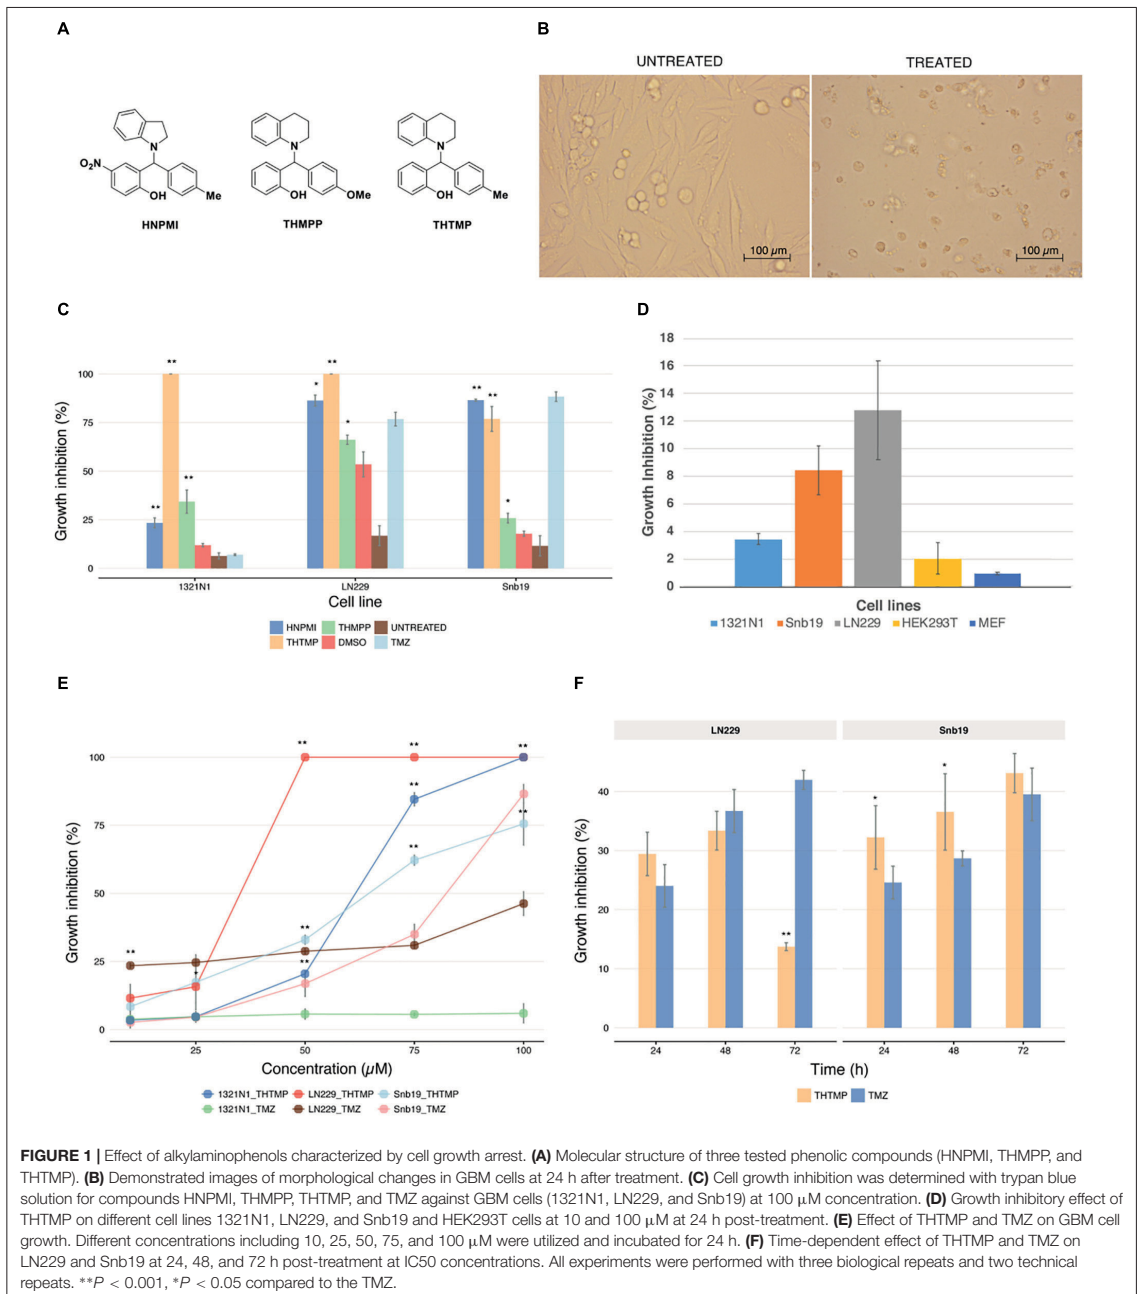 A
B
UNTREATED
TREATED
N
O₂N
OH
Me
HNPMI
N
OH
OMe
THMPP
N
OH
Me
THTMP
100 µm
100 µm
C
Growth inhibition (%)
100
75
50
25
0
**
**
**
*
**
*
**
**
*
1321N1
LN229
Snb19
Cell line
HNPMI THMPP UNTREATED
THTMP DMSO TMZ
D
Growth Inhibition (%)
18
16
14
12
10
8
6
4
2
0
Cell lines
1321N1 Snb19 LN229 HEK293T MEF
E
Growth inhibition (%)
100
75
50
25
0
**
*
**
**
**
**
**
**
**
**
25
50
75
100
Concentration (µM)
1321N1_THTMP LN229_THTMP Snb19_THTMP
1321N1_TMZ LN229_TMZ Snb19_TMZ
F
LN229
Snb19
Growth inhibition (%)
40
30
20
10
0
**
*
*
24
48
72
24
48
72
Time (h)
THTMP TMZ
FIGURE 1 | Effect of alkylaminophenols characterized by cell growth arrest. (A) Molecular structure of three tested phenolic compounds (HNPMI, THMPP, and
THTMP). (B) Demonstrated images of morphological changes in GBM cells at 24 h after treatment. (C) Cell growth inhibition was determined with trypan blue
solution for compounds HNPMI, THMPP, THTMP, and TMZ against GBM cells (1321N1, LN229, and Snb19) at 100 µM concentration. (D) Growth inhibitory effect of
THTMP on different cell lines 1321N1, LN229, and Snb19 and HEK293T cells at 10 and 100 µM at 24 h post-treatment. (E) Effect of THTMP and TMZ on GBM cell
growth. Different concentrations including 10, 25, 50, 75, and 100 µM were utilized and incubated for 24 h. (F) Time-dependent effect of THTMP and TMZ on
LN229 and Snb19 at 24, 48, and 72 h post-treatment at IC50 concentrations. All experiments were performed with three biological repeats and two technical
repeats. **P < 0.001, *P < 0.05 compared to the TMZ.